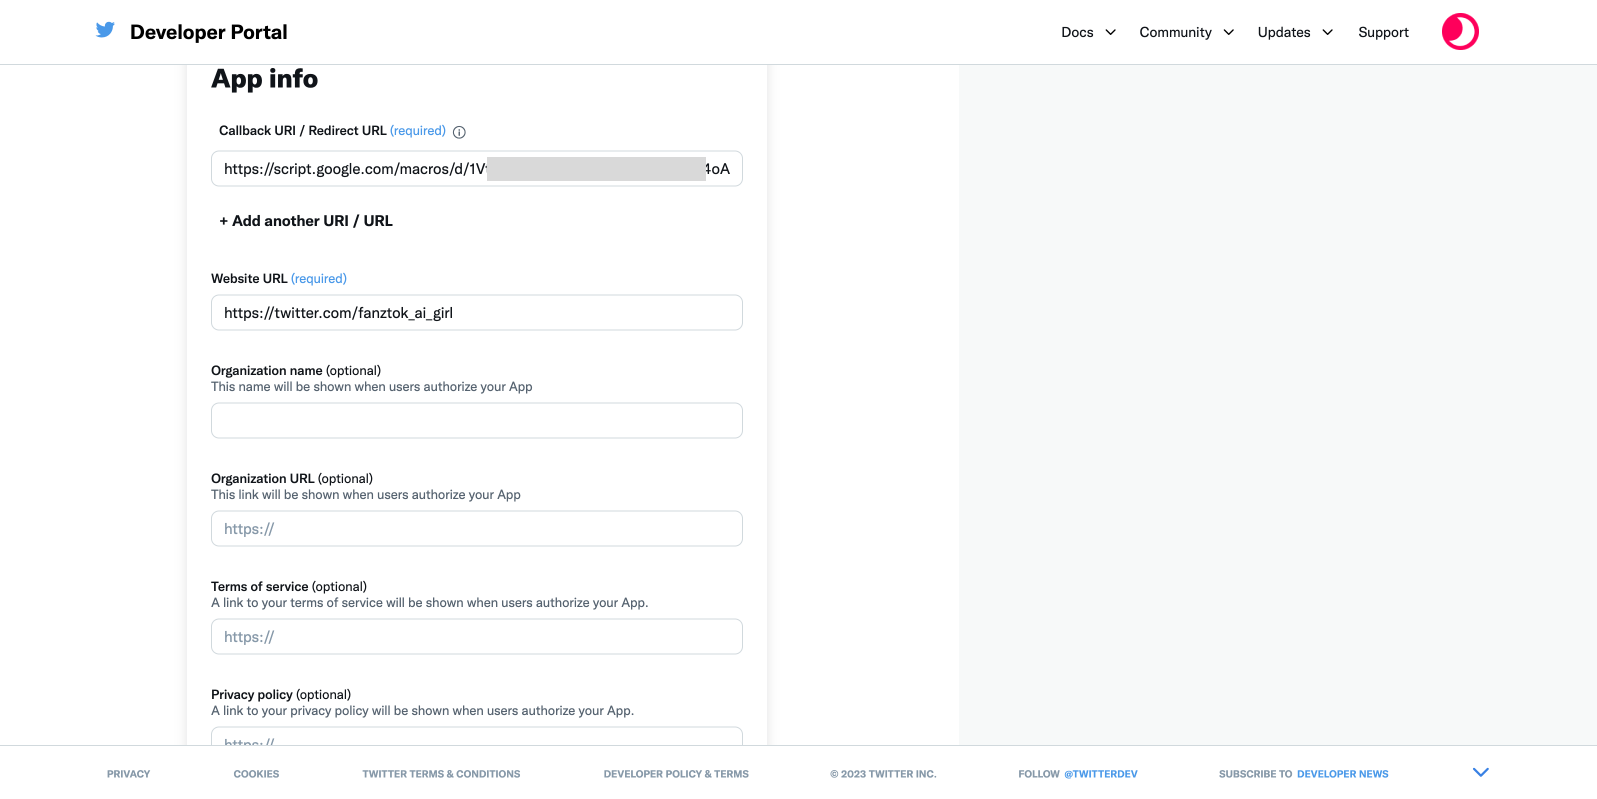 Developer Portal
Docs
Community
Updates
Support
App info
Callback URI / Redirect URL (required)
https://script.google.com/macros/d/1V 4oA
+ Add another URI / URL
Website URL (required)
https://twitter.com/fanztok_ai_girl
Organization name (optional)
This name will be shown when users authorize your App
Organization URL (optional)
This link will be shown when users authorize your App
https://
Terms of service (optional)
A link to your terms of service will be shown when users authorize your App.
https://
Privacy policy (optional)
A link to your privacy policy will be shown when users authorize your App.
https://
PRIVACY
COOKIES
TWITTER TERMS & CONDITIONS
DEVELOPER POLICY & TERMS
© 2023 TWITTER INC.
FOLLOW @TWITTERDEV
SUBSCRIBE TO DEVELOPER NEWS